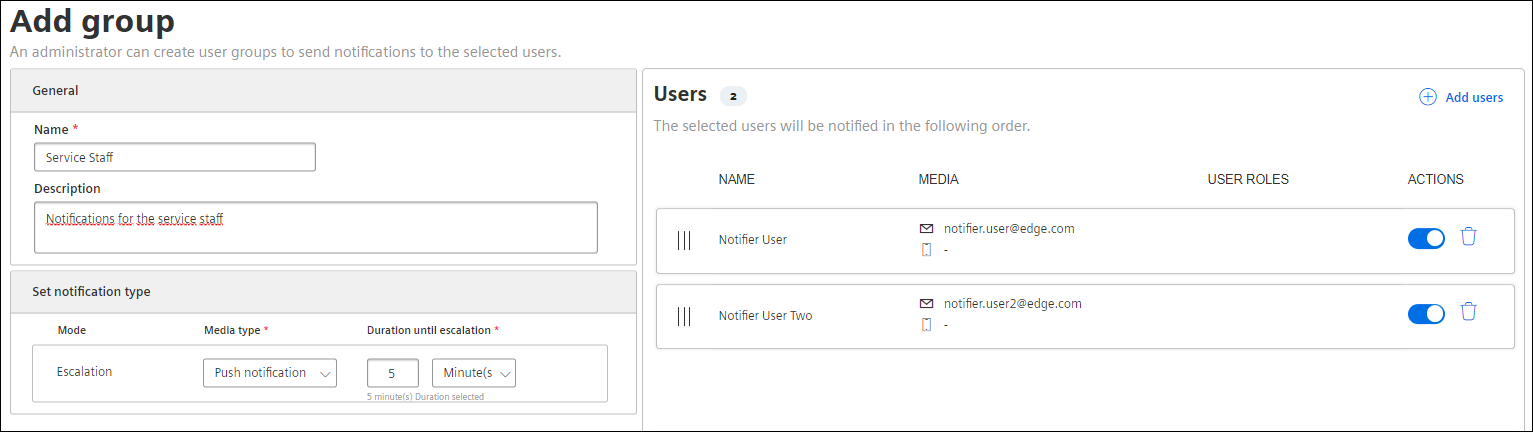 Add group
An administrator can create user groups to send notifications to the selected users.
General
Name *
Service Staff
Description
Notifications for the service staff
Set notification type
Mode Media type * Duration until escalation *
Escalation Push notification 5 Minute(s
5 minute(s) Duration selected
Users 2 Add users
The selected users will be notified in the following order.
NAME MEDIA USER ROLES ACTIONS
Notifier User notifier.user@edge.com
-
Notifier User Two notifier.user2@edge.com
-